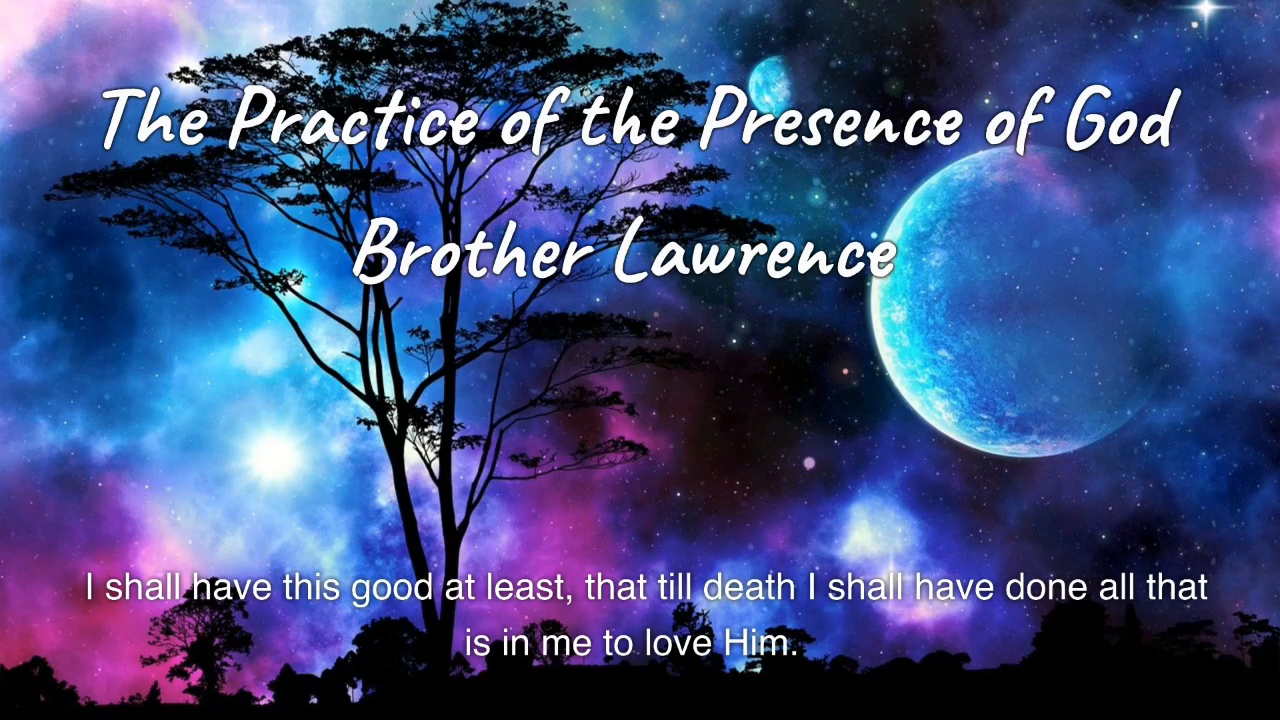 The Practice of the Presence of God
Brother Lawrence
I shall have this good at least, that till death I shall have done all that
is in me to love Him.